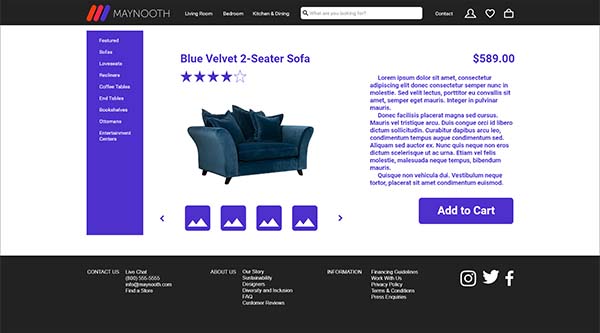 MAYNOOTH
Living Room
Bedroom
Kitchen & Dining
What are you looking for?
Contact
Featured
Sofas
Loveseats
Recliners
Coffee Tables
End Tables
Bookshelves
Ottomans
Entertainment
Centers
Blue Velvet 2-Seater Sofa
$589.00
Lorem ipsum dolor sit amet, consectetur
adipiscing elit donec consectetur semper nunc in
molestie. Sed velit lectus, porttitor eu convallis sit
amet, semper eget mauris. Integer in pulvinar
mauris.
Donec facilisis placerat magna sed cursus.
Mauris vel tristique arcu. Duis congue orci id libero
dictum sollicitudin. Curabitur dapibus arcu leo,
condimentum tempus augue condimentum sed.
Aliquam sed auctor ex. Nunc quis neque non eros
dictum scelerisque ut ac urna. Etiam vel felis
molestie, malesuada neque tempus, bibendum
mauris.
Quisque non vehicula dui. Vestibulum neque
tortor, placerat sit amet condimentum euismod.
Add to Cart
CONTACT US
Live Chat
(800) 555-5555
info@maynooth.com
Find a Store
ABOUT US
Our Story
Sustainability
Designers
Diversity and Inclusion
FAQ
Customer Reviews
INFORMATION
Financing Guidelines
Work With Us
Privacy Policy
Terms & Conditions
Press Enquiries